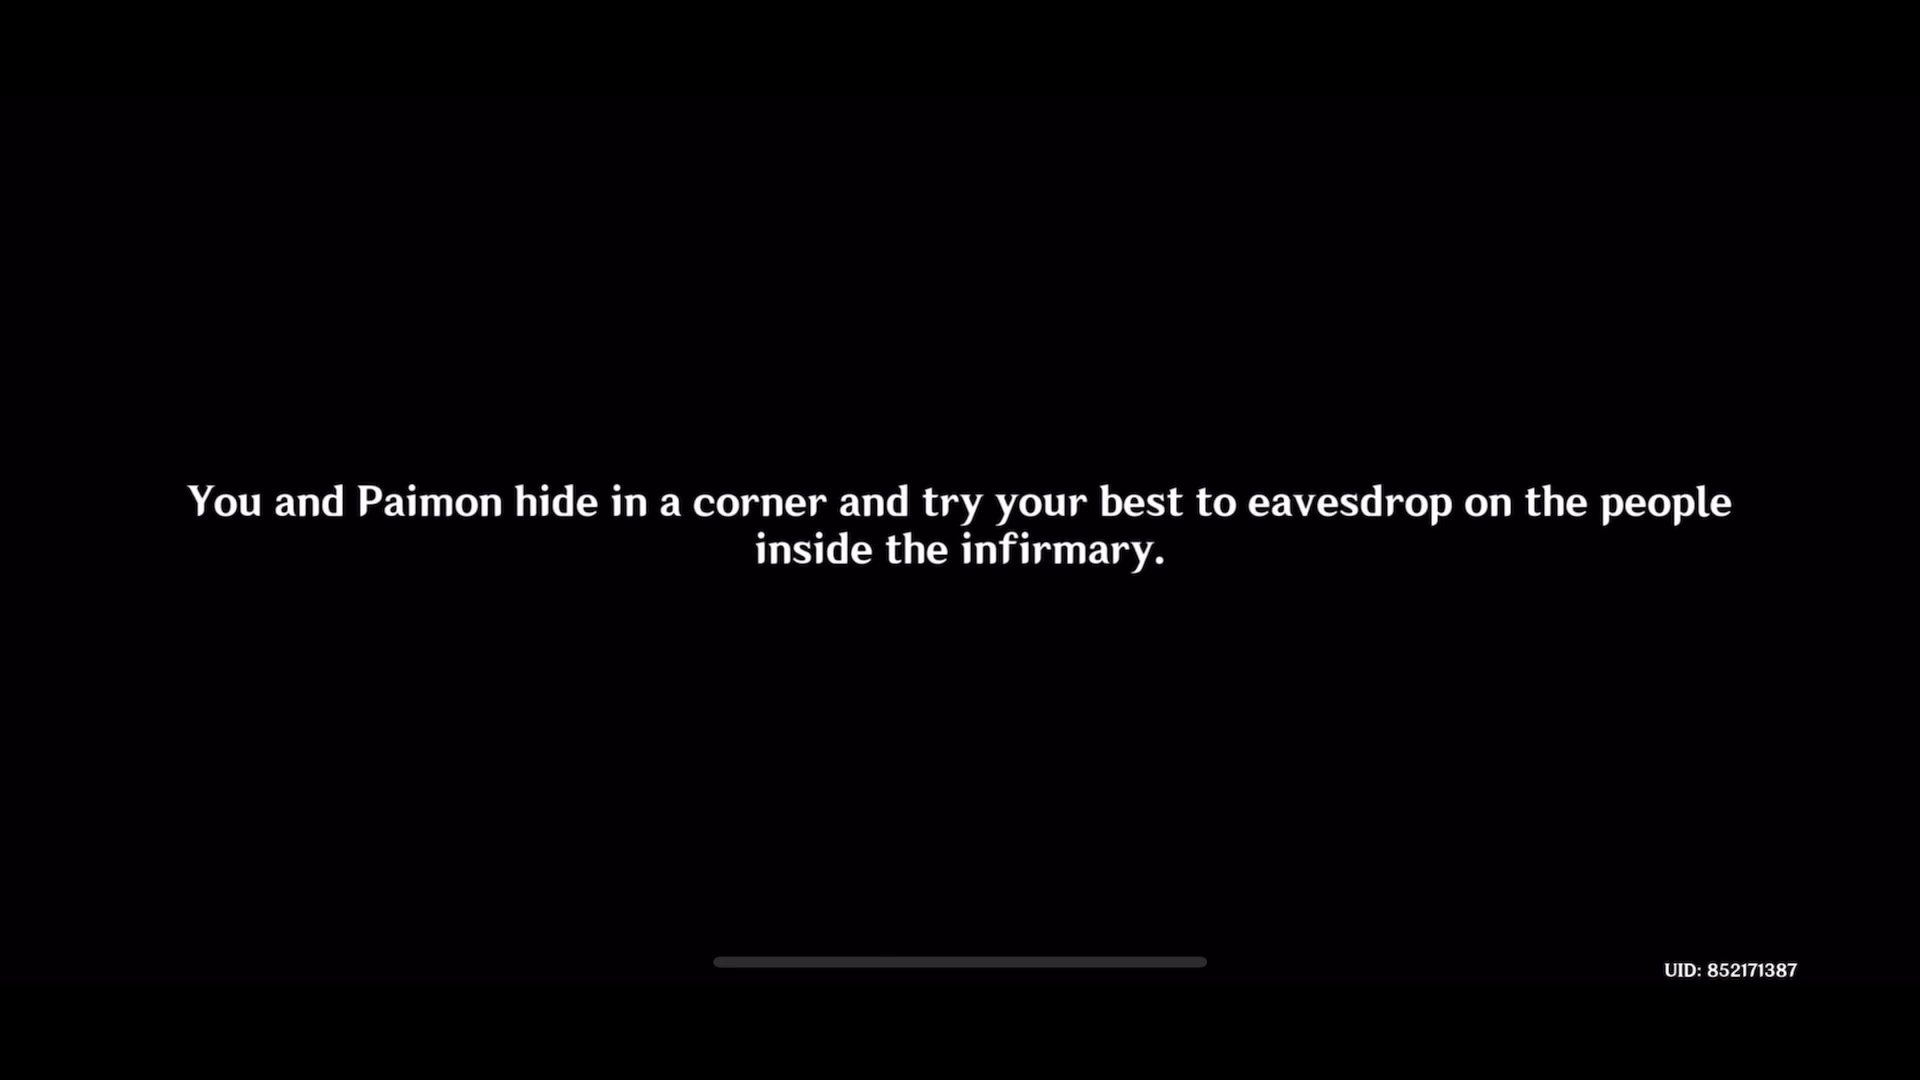 You and Paimon hide in a corner and try your best to eavesdrop on the people
inside the infirmary.
UID: 852171387